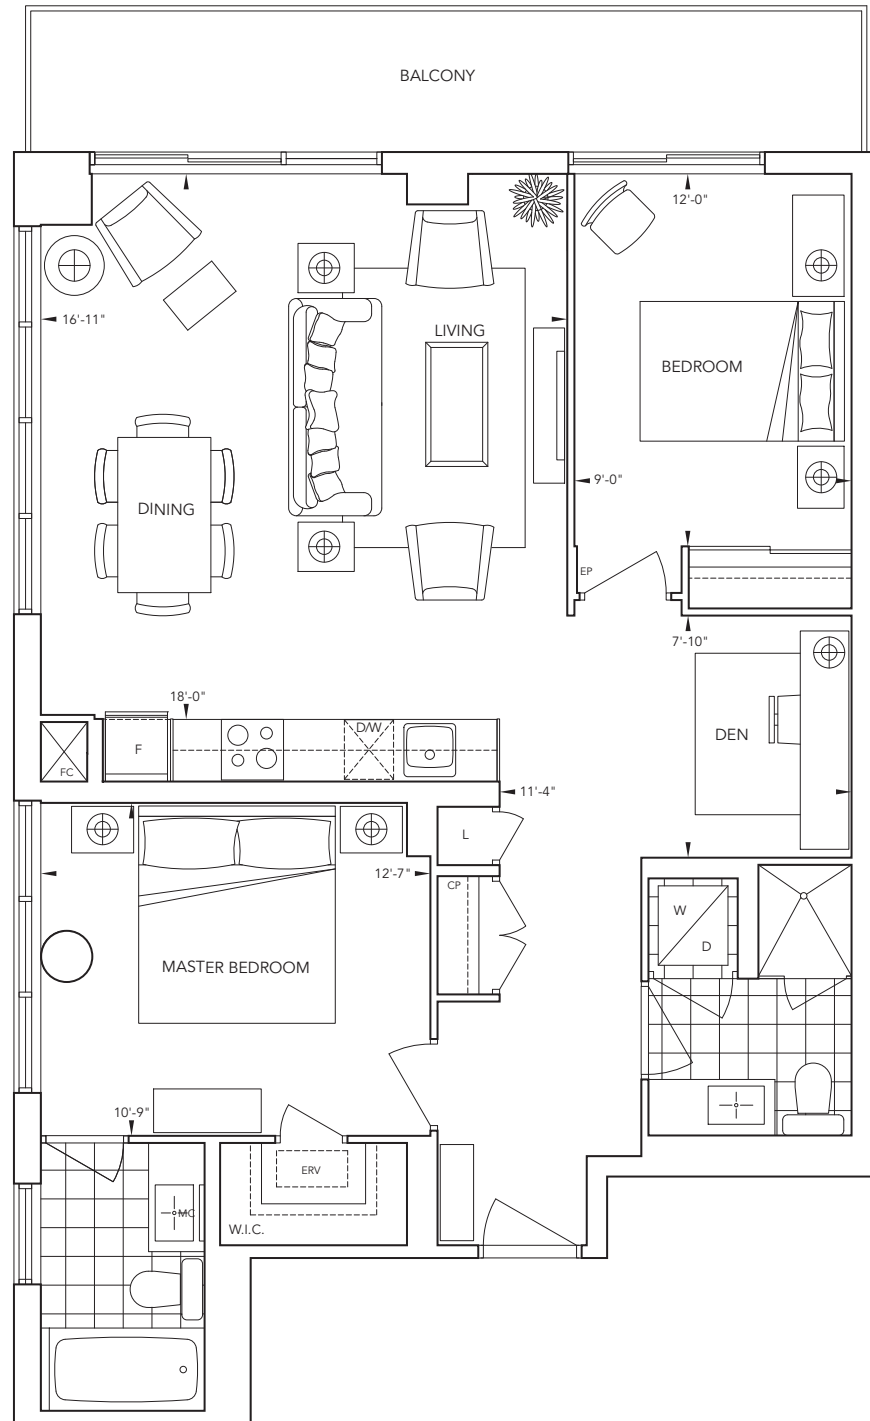 BALCONY
12'-0"
16'-11"
LIVING
BEDROOM
9'-0"
DINING
EP
7'-10"
18'-0"
D/W
DEN
F
FC
11'-4"
L
12'-7"
CP
W
D
MASTER BEDROOM
10'-9"
ERV
MC
W.I.C.